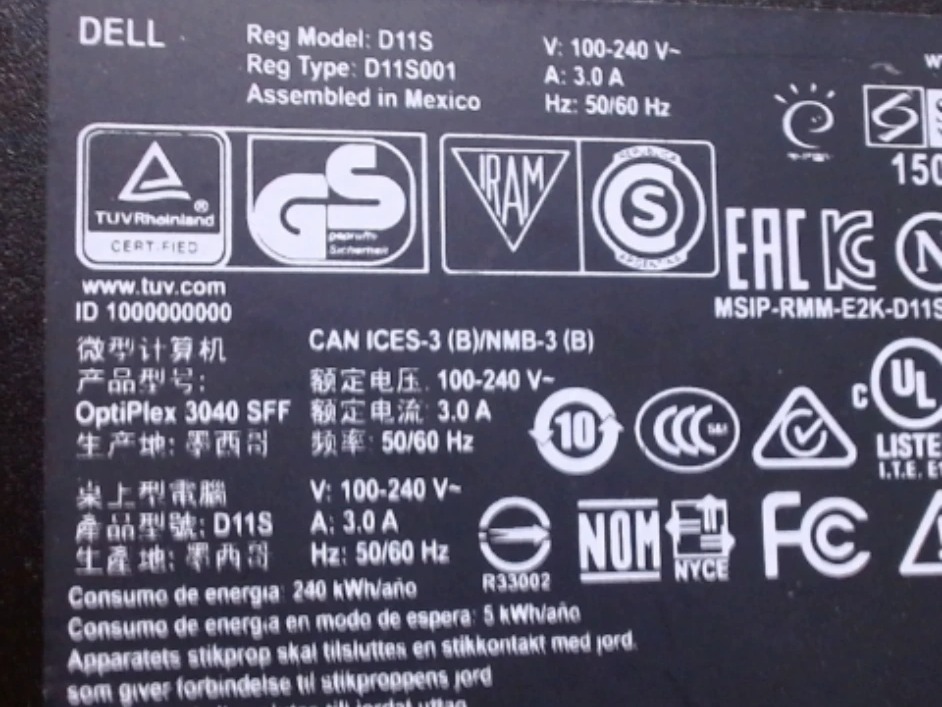 DELL
Reg Model: D11S
Reg Type: D11S001
Assembled in Mexico
V: 100-240 V~
A: 3.0 A
Hz: 50/60 Hz
150
TUVRheinland ®
CERTIFIED
GS
geprüfte
Sicherheit
IRAM
REPUBLICA
S
ARGENTINA
EAC
KC
N
www.tuv.com
ID 1000000000
MSIP-RMM-E2K-D11S
CAN ICES-3 (B)/NMB-3 (B)
微型计算机
产品型号:
OptiPlex 3040 SFF
生产地: 墨西哥
额定电压. 100-240 V~
额定电流: 3.0 A
频率: 50/60 Hz
10
CCC S&E
c UL
LISTE
I.T.E. E
桌上型電腦
產品型號: D11S
生產地: 墨西哥
V: 100-240 V~
A: 3.0 A
Hz: 50/60 Hz
R33002
NOM
NYCE
FC
Consumo de energia: 240 kWh/año
Consumo de energia en modo de espera: 5 kWh/año
Apparatets stikprop skal tilsluttes en stikkontakt med jord.
som giver forbindelse til stikproppens jord